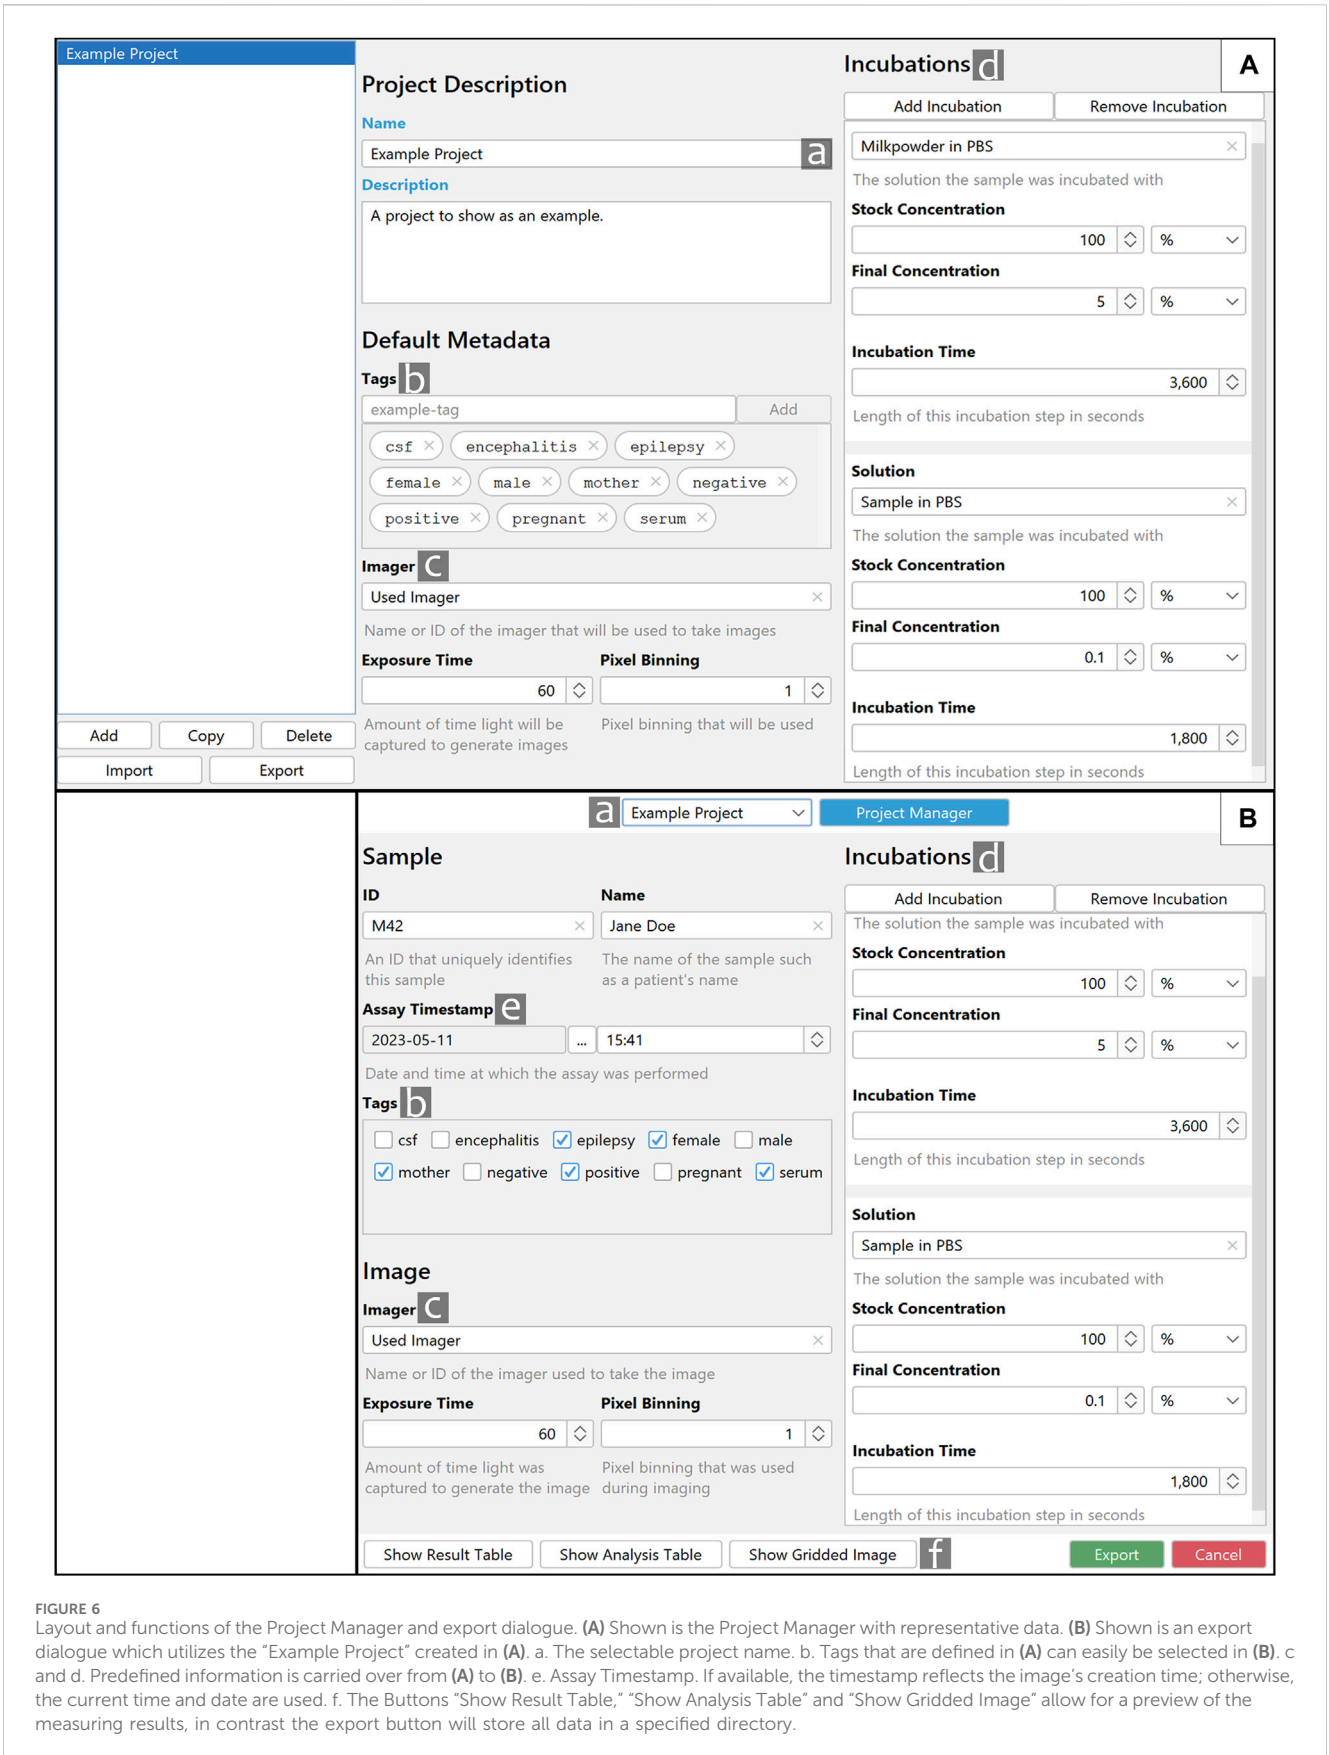 Example Project
Project Description
Name
Example Project
a
Description
A project to show as an example.
Default Metadata
Tags b
example-tag Add
csf × encephalitis × epilepsy ×
female × male × mother × negative ×
positive × pregnant × serum ×
Imager c
Used Imager ×
Name or ID of the imager that will be used to take images
Exposure Time Pixel Binning
60 1
Amount of time light will be Pixel binning that will be used
captured to generate images
Add Copy Delete
Import Export
Incubations d
A
Add Incubation Remove Incubation
Milkpowder in PBS ×
The solution the sample was incubated with
Stock Concentration
100 %
Final Concentration
5 %
Incubation Time
3,600
Length of this incubation step in seconds
Solution
Sample in PBS ×
The solution the sample was incubated with
Stock Concentration
100 %
Final Concentration
0.1 %
Incubation Time
1,800
Length of this incubation step in seconds
a Example Project Project Manager
B
Sample
ID Name
M42 × Jane Doe ×
An ID that uniquely identifies The name of the sample such
this sample as a patient's name
Assay Timestamp e
2023-05-11 ... 15:41
Date and time at which the assay was performed
Tags b
csf encephalitis epilepsy female male
mother negative positive pregnant serum
Image
Imager c
Used Imager ×
Name or ID of the imager used to take the image
Exposure Time Pixel Binning
60 1
Amount of time light was Pixel binning that was used
captured to generate the image during imaging
Incubations d
Add Incubation Remove Incubation
The solution the sample was incubated with
Stock Concentration
100 %
Final Concentration
5 %
Incubation Time
3,600
Length of this incubation step in seconds
Solution
Sample in PBS ×
The solution the sample was incubated with
Stock Concentration
100 %
Final Concentration
0.1 %
Incubation Time
1,800
Length of this incubation step in seconds
Show Result Table Show Analysis Table Show Gridded Image f Export Cancel
FIGURE 6
Layout and functions of the Project Manager and export dialogue. (A) Shown is the Project Manager with representative data. (B) Shown is an export
dialogue which utilizes the “Example Project” created in (A). a. The selectable project name. b. Tags that are defined in (A) can easily be selected in (B). c
and d. Predefined information is carried over from (A) to (B). e. Assay Timestamp. If available, the timestamp reflects the image’s creation time; otherwise,
the current time and date are used. f. The Buttons “Show Result Table,” “Show Analysis Table” and “Show Gridded Image” allow for a preview of the
measuring results, in contrast the export button will store all data in a specified directory.